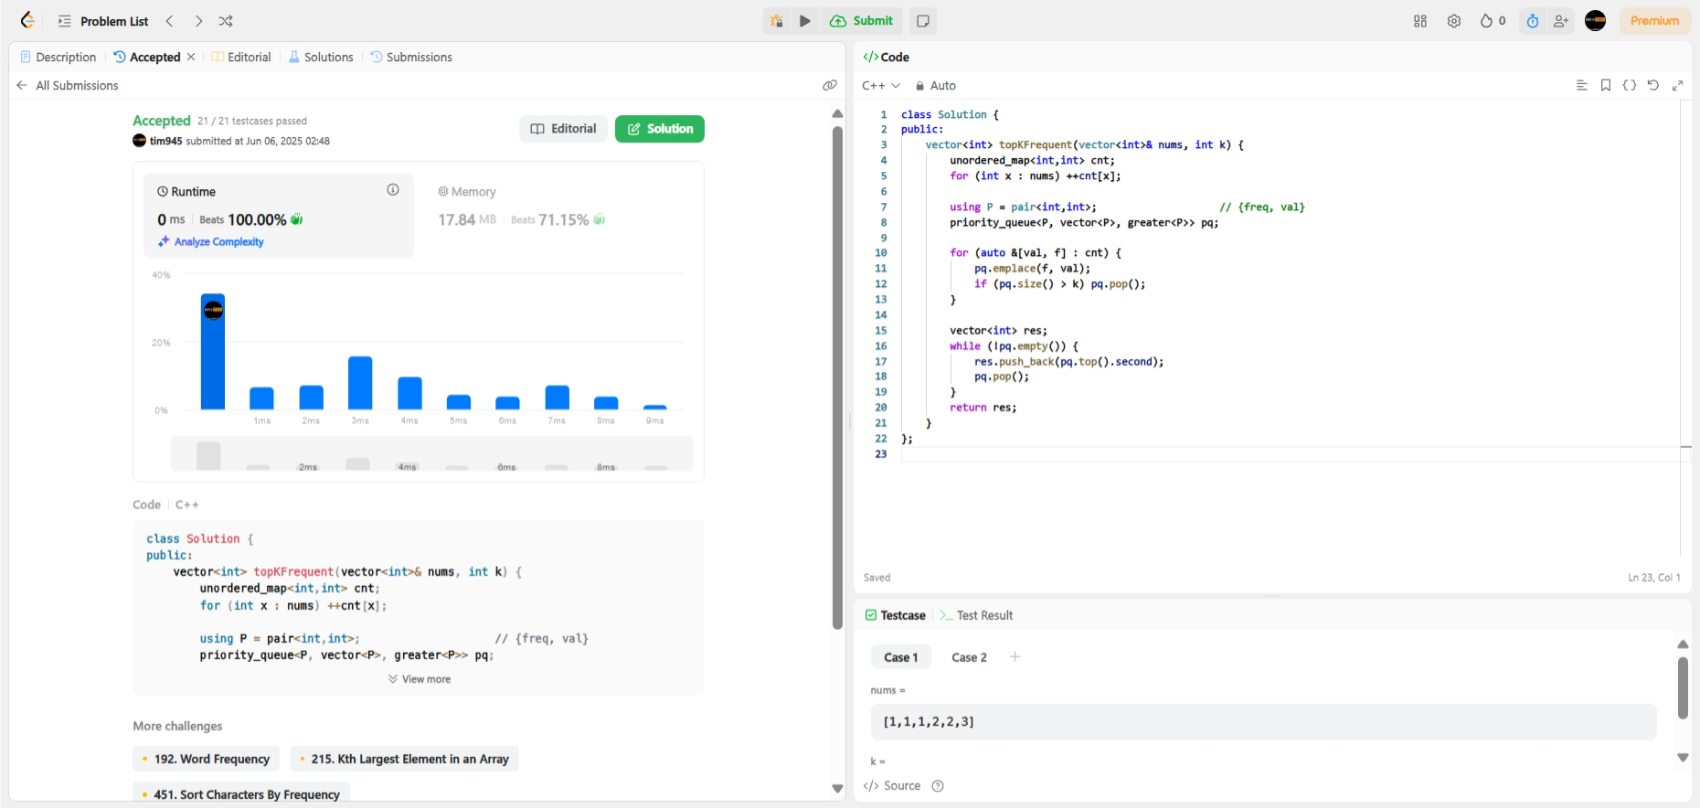 Problem List
Submit
0
Premium
Description
Accepted
Editorial
Solutions
Submissions
All Submissions
Accepted 21 / 21 testcases passed
tim945 submitted at Jun 06, 2025 02:48
Editorial
Solution
Runtime
0 ms Beats 100.00%
Analyze Complexity
Memory
17.84 MB Beats 71.15%
40%
20%
0%
1ms 2ms 3ms 4ms 5ms 6ms 7ms 8ms 9ms
2ms 4ms 6ms 8ms
Code C++
class Solution {
public:
    vector<int> topKFrequent(vector<int>& nums, int k) {
        unordered_map<int,int> cnt;
        for (int x : nums) ++cnt[x];
        using P = pair<int,int>;                    // {freq, val}
        priority_queue<P, vector<P>, greater<P>> pq;
View more
More challenges
192. Word Frequency
215. Kth Largest Element in an Array
451. Sort Characters By Frequency
</> Code
C++
Auto
1 class Solution {
2 public:
3     vector<int> topKFrequent(vector<int>& nums, int k) {
4         unordered_map<int,int> cnt;
5         for (int x : nums) ++cnt[x];
6
7         using P = pair<int,int>;                    // {freq, val}
8         priority_queue<P, vector<P>, greater<P>> pq;
9
10         for (auto &[val, f] : cnt) {
11             pq.emplace(f, val);
12             if (pq.size() > k) pq.pop();
13         }
14
15         vector<int> res;
16         while (!pq.empty()) {
17             res.push_back(pq.top().second);
18             pq.pop();
19         }
20         return res;
21     }
22 };
23
Saved
Ln 23, Col 1
Testcase
Test Result
Case 1
Case 2
nums =
[1,1,1,2,2,3]
k =
</> Source